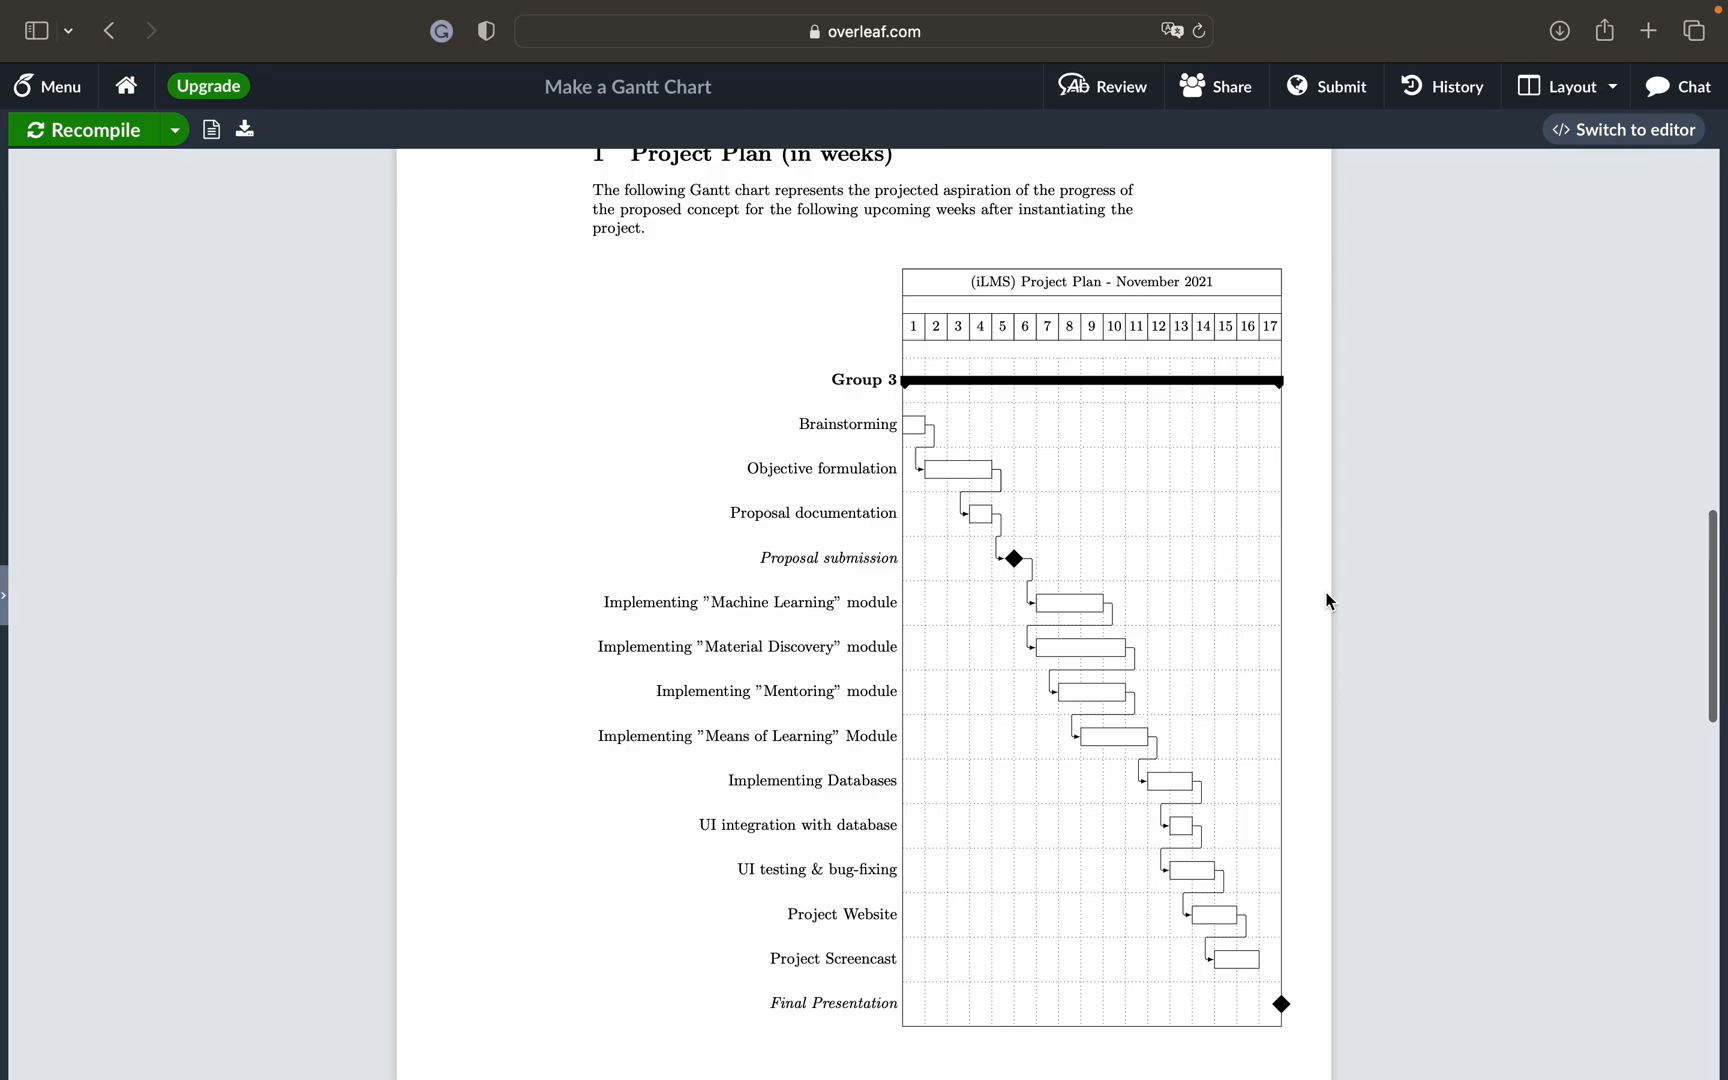 overleaf.com
Menu
Upgrade
Make a Gantt Chart
Review
Share
Submit
History
Layout
Chat
Recompile
</> Switch to editor
1 Project Plan (in weeks)
The following Gantt chart represents the projected aspiration of the progress of
the proposed concept for the following upcoming weeks after instantiating the
project.
(iLMS) Project Plan - November 2021
1 2 3 4 5 6 7 8 9 10 11 12 13 14 15 16 17
Group 3
Brainstorming
Objective formulation
Proposal documentation
Proposal submission
Implementing ”Machine Learning” module
Implementing ”Material Discovery” module
Implementing ”Mentoring” module
Implementing ”Means of Learning” Module
Implementing Databases
UI integration with database
UI testing & bug-fixing
Project Website
Project Screencast
Final Presentation